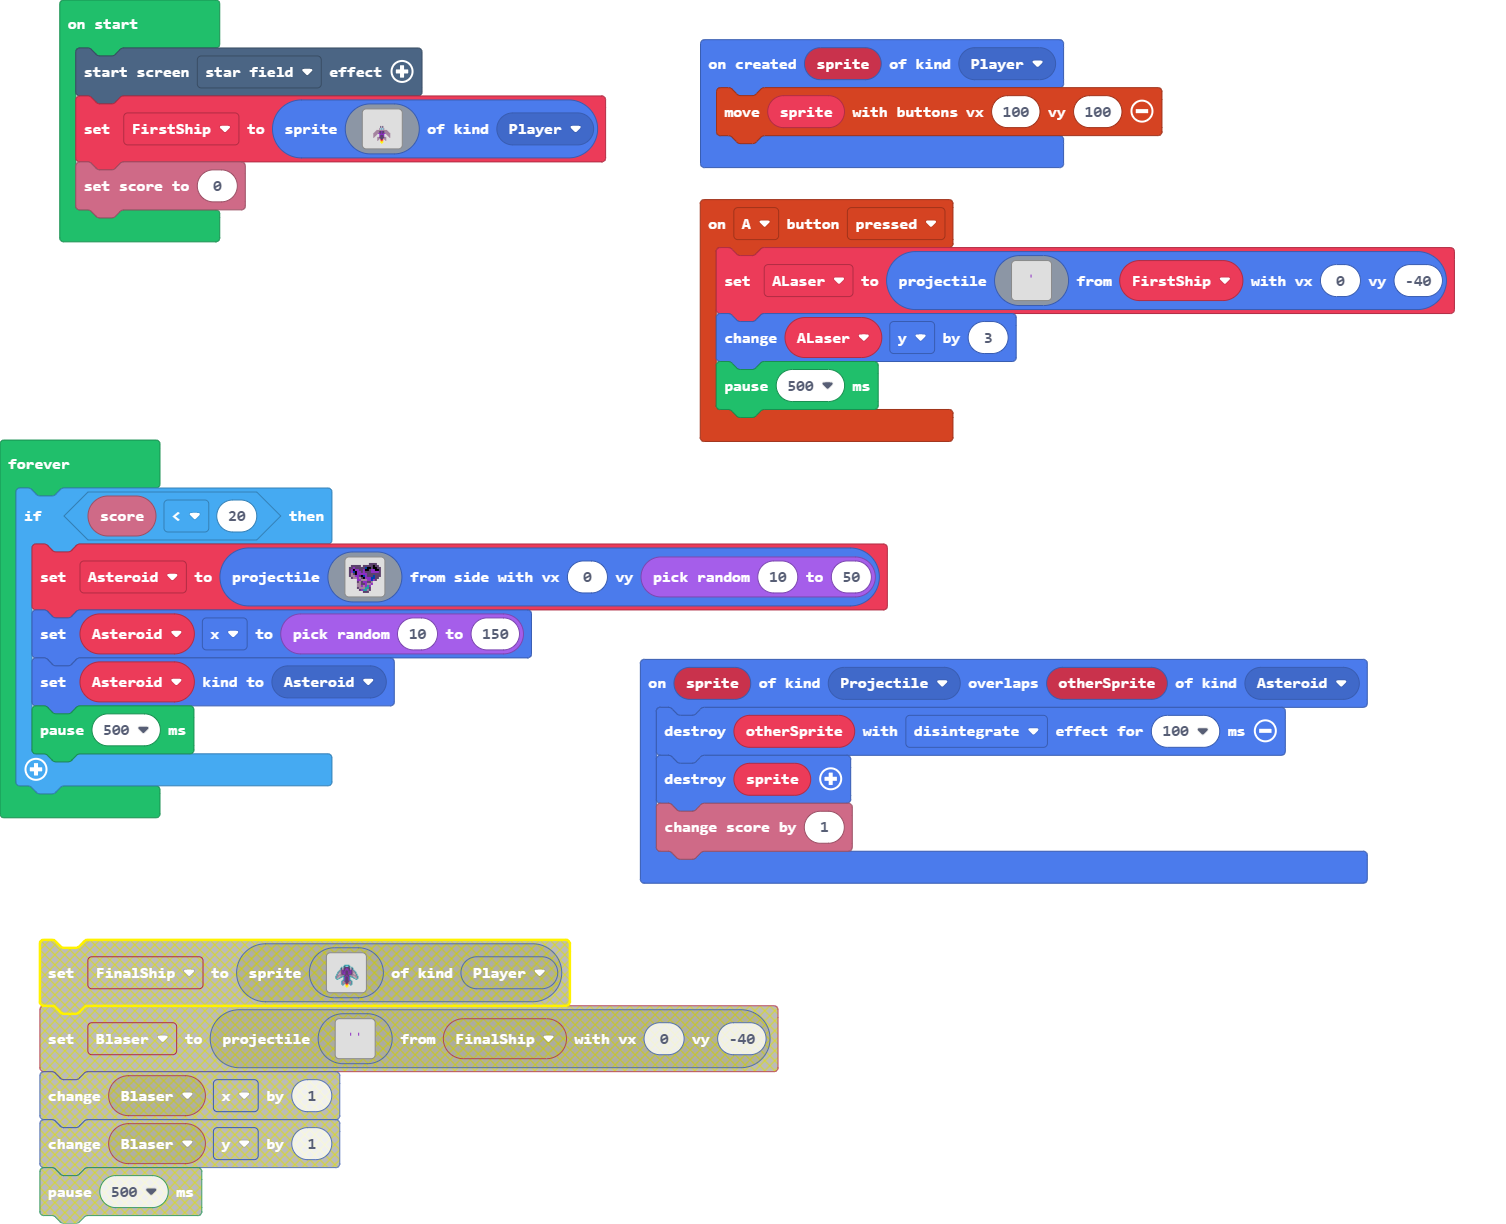 on start
start screen star field effect
set FirstShip to sprite of kind Player
set score to 0
on created sprite of kind Player
move sprite with buttons vx 100 vy 100
on A button pressed
set ALaser to projectile from FirstShip with vx 0 vy -40
change ALaser y by 3
pause 500 ms
forever
if score < 20 then
set Asteroid to projectile from side with vx 0 vy pick random 10 to 50
set Asteroid x to pick random 10 to 150
set Asteroid kind to Asteroid
pause 500 ms
on sprite of kind Projectile overlaps otherSprite of kind Asteroid
destroy otherSprite with disintegrate effect for 100 ms
destroy sprite
change score by 1
set FinalShip to sprite of kind Player
set Blaser to projectile from FinalShip with vx 0 vy -40
change Blaser x by 1
change Blaser y by 1
pause 500 ms